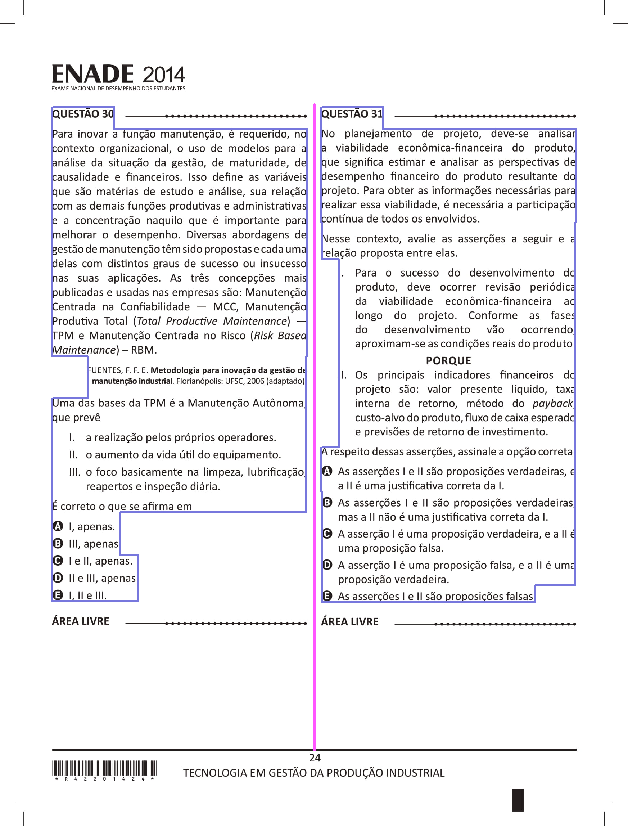 ENADE 2014
EXAME NACIONAL DE DESEMPENHO DOS ESTUDANTES
QUESTÃO 30
Para inovar a função manutenção, é requerido, no
contexto organizacional, o uso de modelos para a
análise da situação da gestão, de maturidade, de
causalidade e financeiros. Isso define as variáveis
que são matérias de estudo e análise, sua relação
com as demais funções produtivas e administrativas
e a concentração naquilo que é importante para
melhorar o desempenho. Diversas abordagens de
gestão de manutenção têm sido propostas e cada uma
delas com distintos graus de sucesso ou insucesso
nas suas aplicações. As três concepções mais
publicadas e usadas nas empresas são: Manutenção
Centrada na Confiabilidade — MCC, Manutenção
Produtiva Total (Total Productive Maintenance) —
TPM e Manutenção Centrada no Risco (Risk Based
Maintenance) – RBM.
FUENTES, F. F. E. Metodologia para inovação da gestão de
manutenção industrial. Florianópolis: UFSC, 2006 (adaptado).
Uma das bases da TPM é a Manutenção Autônoma,
que prevê
I. a realização pelos próprios operadores.
II. o aumento da vida útil do equipamento.
III. o foco basicamente na limpeza, lubrificação,
reapertos e inspeção diária.
É correto o que se afirma em
A I, apenas.
B III, apenas.
C I e II, apenas.
D II e III, apenas.
E I, II e III.
ÁREA LIVRE
QUESTÃO 31
No planejamento de projeto, deve-se analisar
a viabilidade econômica-financeira do produto,
que significa estimar e analisar as perspectivas de
desempenho financeiro do produto resultante do
projeto. Para obter as informações necessárias para
realizar essa viabilidade, é necessária a participação
contínua de todos os envolvidos.
Nesse contexto, avalie as asserções a seguir e a
relação proposta entre elas.
I. Para o sucesso do desenvolvimento do
produto, deve ocorrer revisão periódica
da viabilidade econômica-financeira ao
longo do projeto. Conforme as fases
do desenvolvimento vão ocorrendo,
aproximam-se as condições reais do produto.
PORQUE
II. Os principais indicadores financeiros do
projeto são: valor presente líquido, taxa
interna de retorno, método do payback,
custo-alvo do produto, fluxo de caixa esperado
e previsões de retorno de investimento.
A respeito dessas asserções, assinale a opção correta.
A As asserções I e II são proposições verdadeiras, e
a II é uma justificativa correta da I.
B As asserções I e II são proposições verdadeiras,
mas a II não é uma justificativa correta da I.
C A asserção I é uma proposição verdadeira, e a II é
uma proposição falsa.
D A asserção I é uma proposição falsa, e a II é uma
proposição verdadeira.
E As asserções I e II são proposições falsas.
ÁREA LIVRE
24
TECNOLOGIA EM GESTÃO DA PRODUÇÃO INDUSTRIAL
*R42201424*